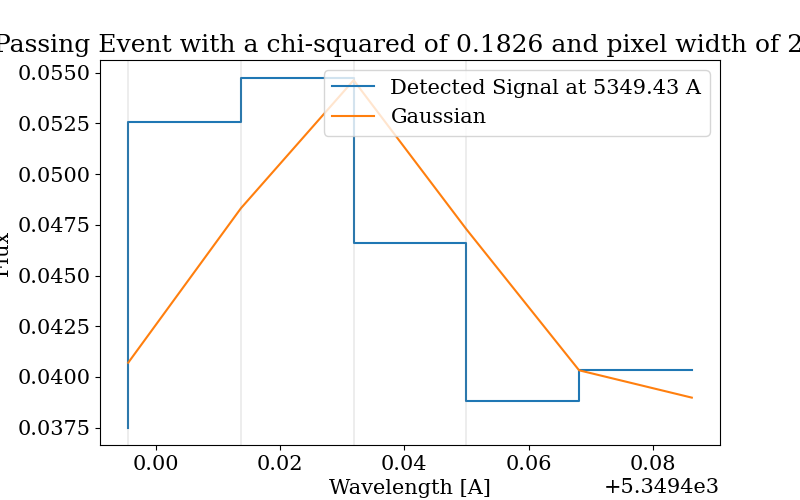 Passing Event with a chi-squared of 0.1826 and pixel width of 2
Detected Signal at 5349.43 A
Gaussian
0.0550
0.0525
0.0500
0.0475
0.0450
0.0425
0.0400
0.0375
Flux
0.00
0.02
0.04
0.06
0.08
+5.3494e3
Wavelength [A]